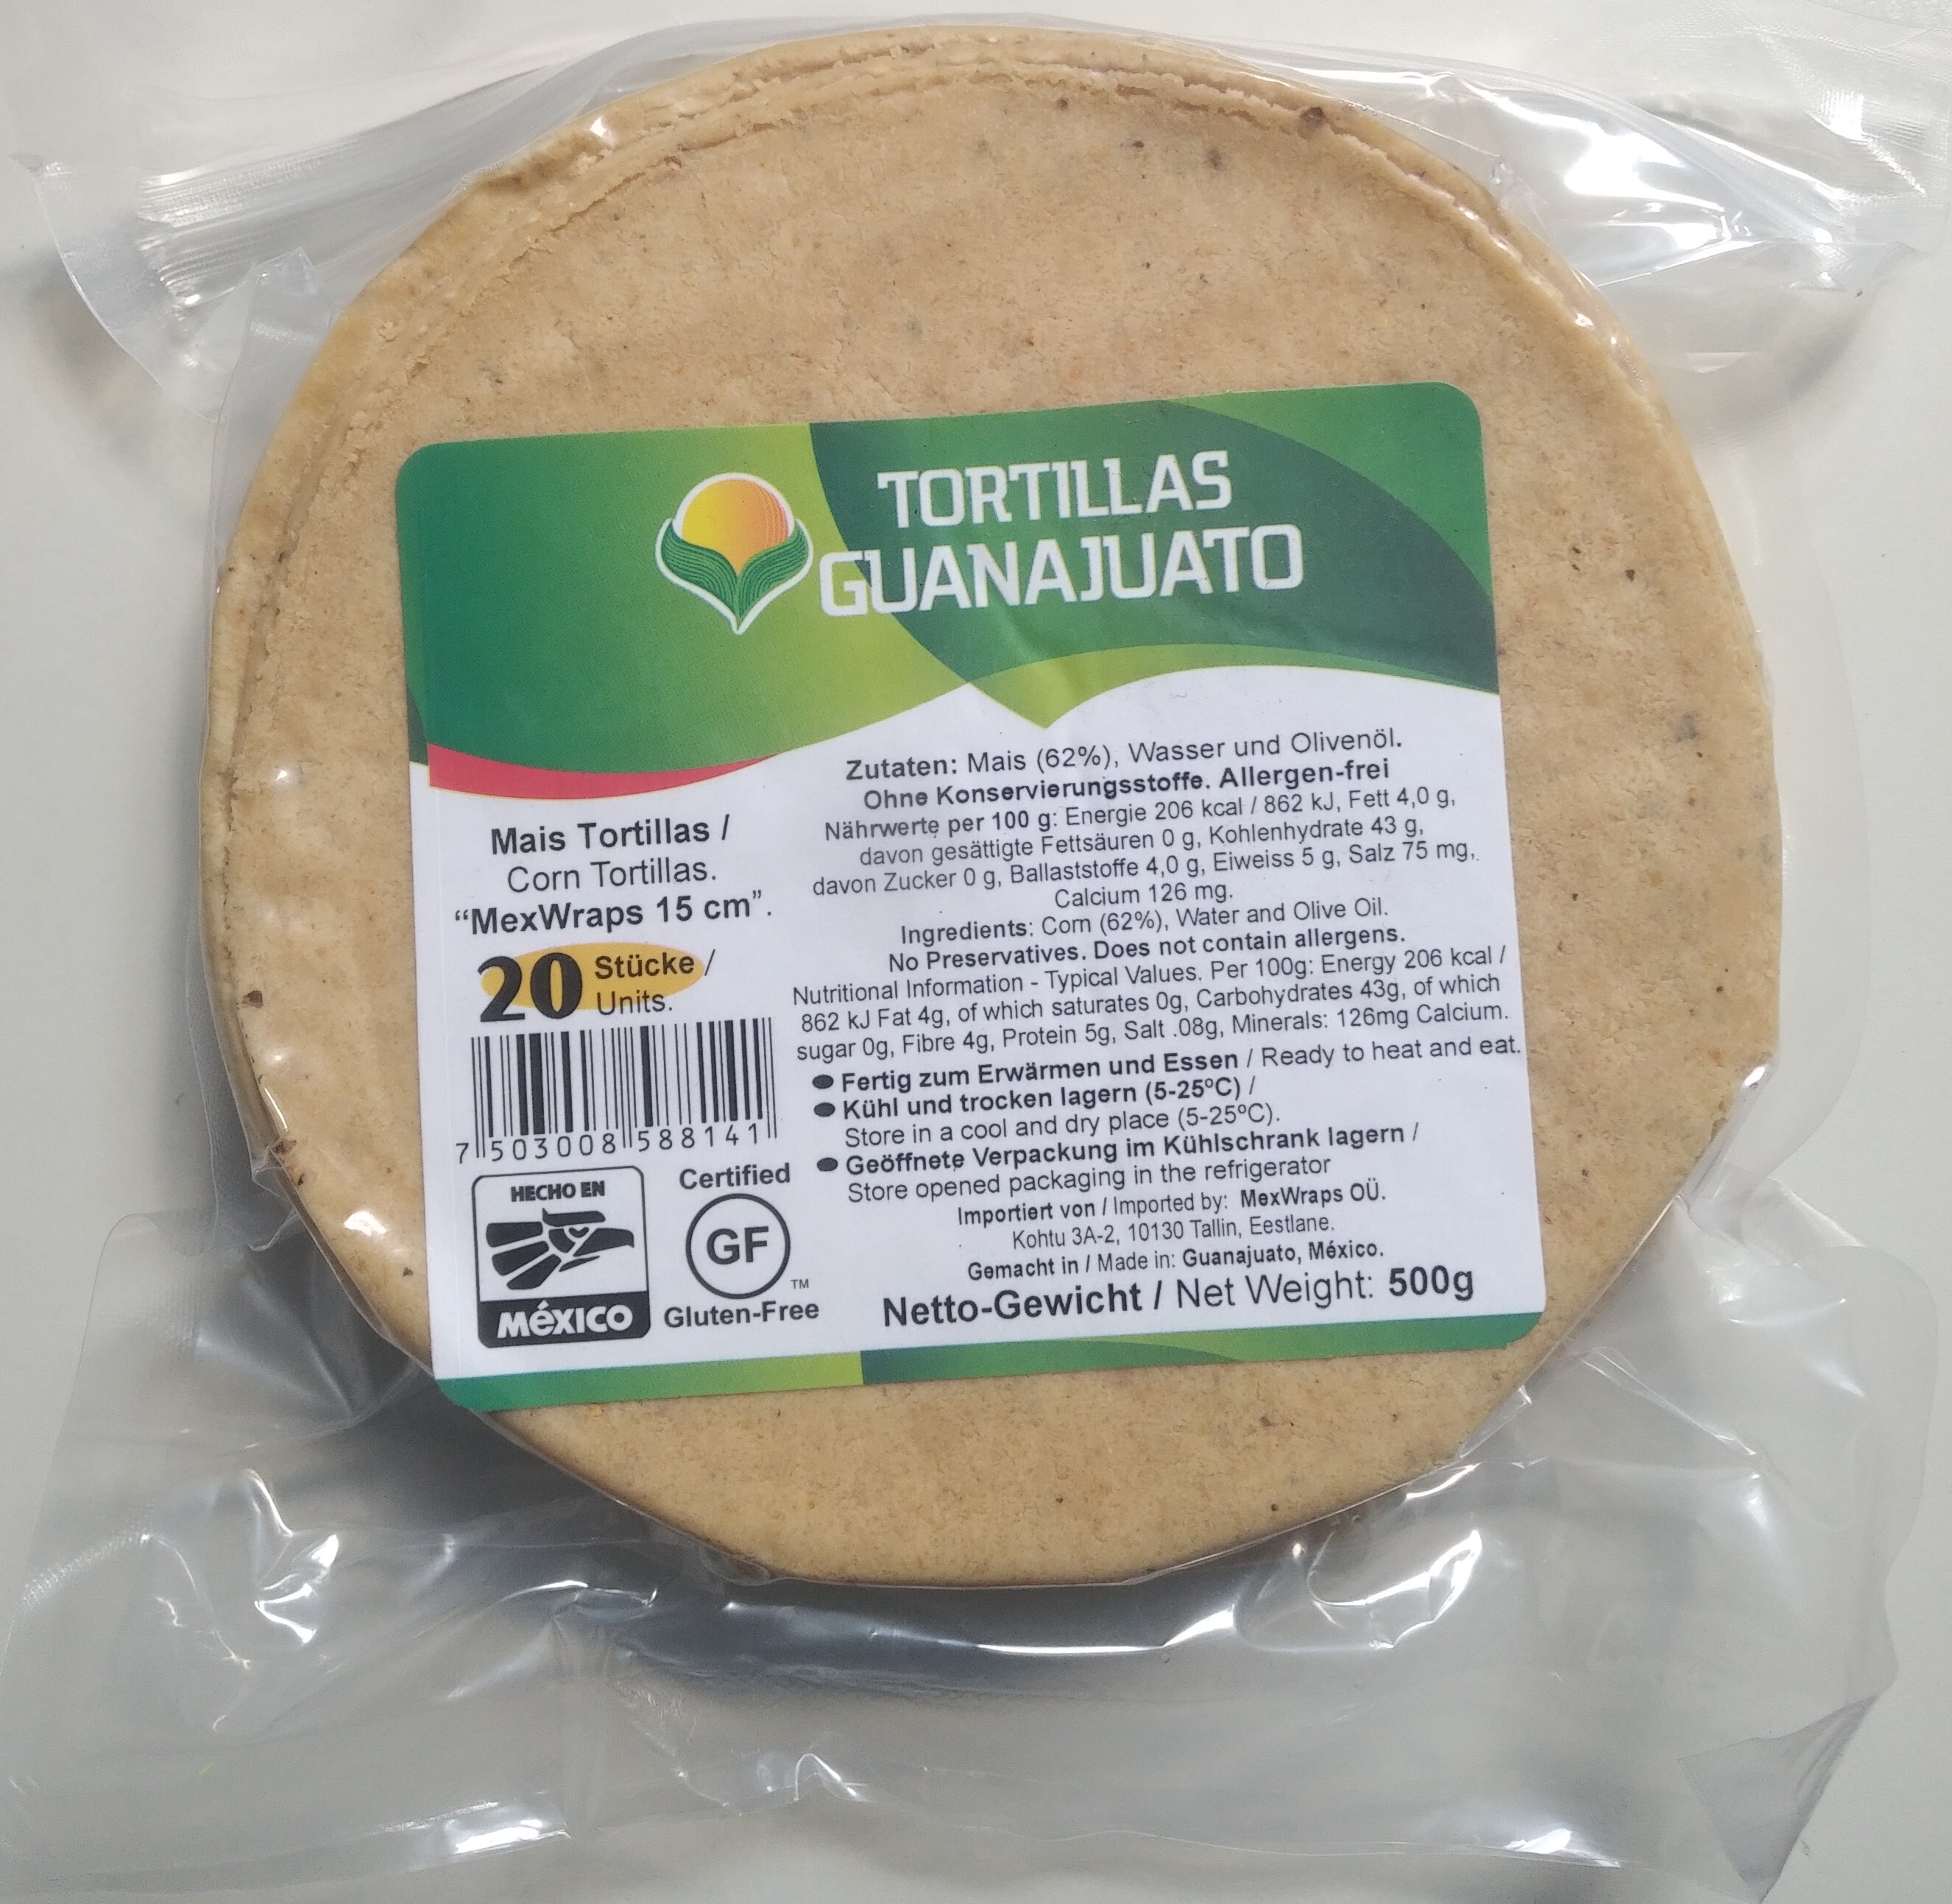 TORTILLAS
GUANAJUATO
Mais Tortillas /
Corn Tortillas.
“MexWraps 15 cm”.
20 Stücke /
Units.
7 503008 588141
HECHO EN
MéXICO
Certified
GF
TM
Gluten-Free
Zutaten: Mais (62%), Wasser und Olivenöl.
Ohne Konservierungsstoffe. Allergen-frei
Nährwerte per 100 g: Energie 206 kcal / 862 kJ, Fett 4,0 g,
davon gesättigte Fettsäuren 0 g, Kohlenhydrate 43 g,
davon Zucker 0 g, Ballaststoffe 4,0 g, Eiweiss 5 g, Salz 75 mg,
Calcium 126 mg.
Ingredients: Corn (62%), Water and Olive Oil.
No Preservatives. Does not contain allergens.
Nutritional Information - Typical Values. Per 100g: Energy 206 kcal /
862 kJ Fat 4g, of which saturates 0g, Carbohydrates 43g, of which
sugar 0g, Fibre 4g, Protein 5g, Salt .08g, Minerals: 126mg Calcium.
● Fertig zum Erwärmen und Essen / Ready to heat and eat.
● Kühl und trocken lagern (5-25ºC) /
Store in a cool and dry place (5-25ºC).
● Geöffnete Verpackung im Kühlschrank lagern /
Store opened packaging in the refrigerator
Importiert von / Imported by: MexWraps OÜ.
Kohtu 3A-2, 10130 Tallin, Eestlane.
Gemacht in / Made in: Guanajuato, México.
Netto-Gewicht / Net Weight: 500g